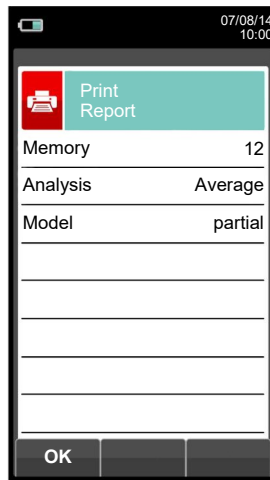 07/08/14
10:00
Print
Report
Memory 12
Analysis Average
Model partial
OK